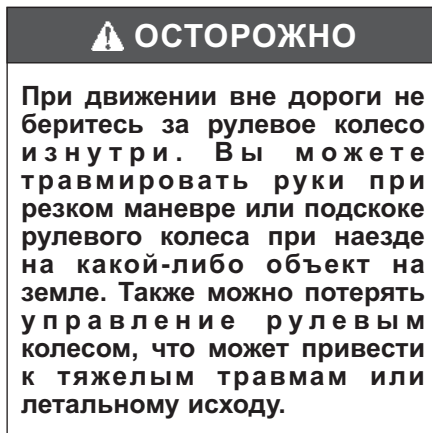 ОСТОРОЖНО
При движении вне дороги не
беритесь за рулевое колесо
изнутри. Вы можете
травмировать руки при
резком маневре или подскоке
рулевого колеса при наезде
на какой-либо объект на
земле. Также можно потерять
управление рулевым
колесом, что может привести
к тяжелым травмам или
летальному исходу.